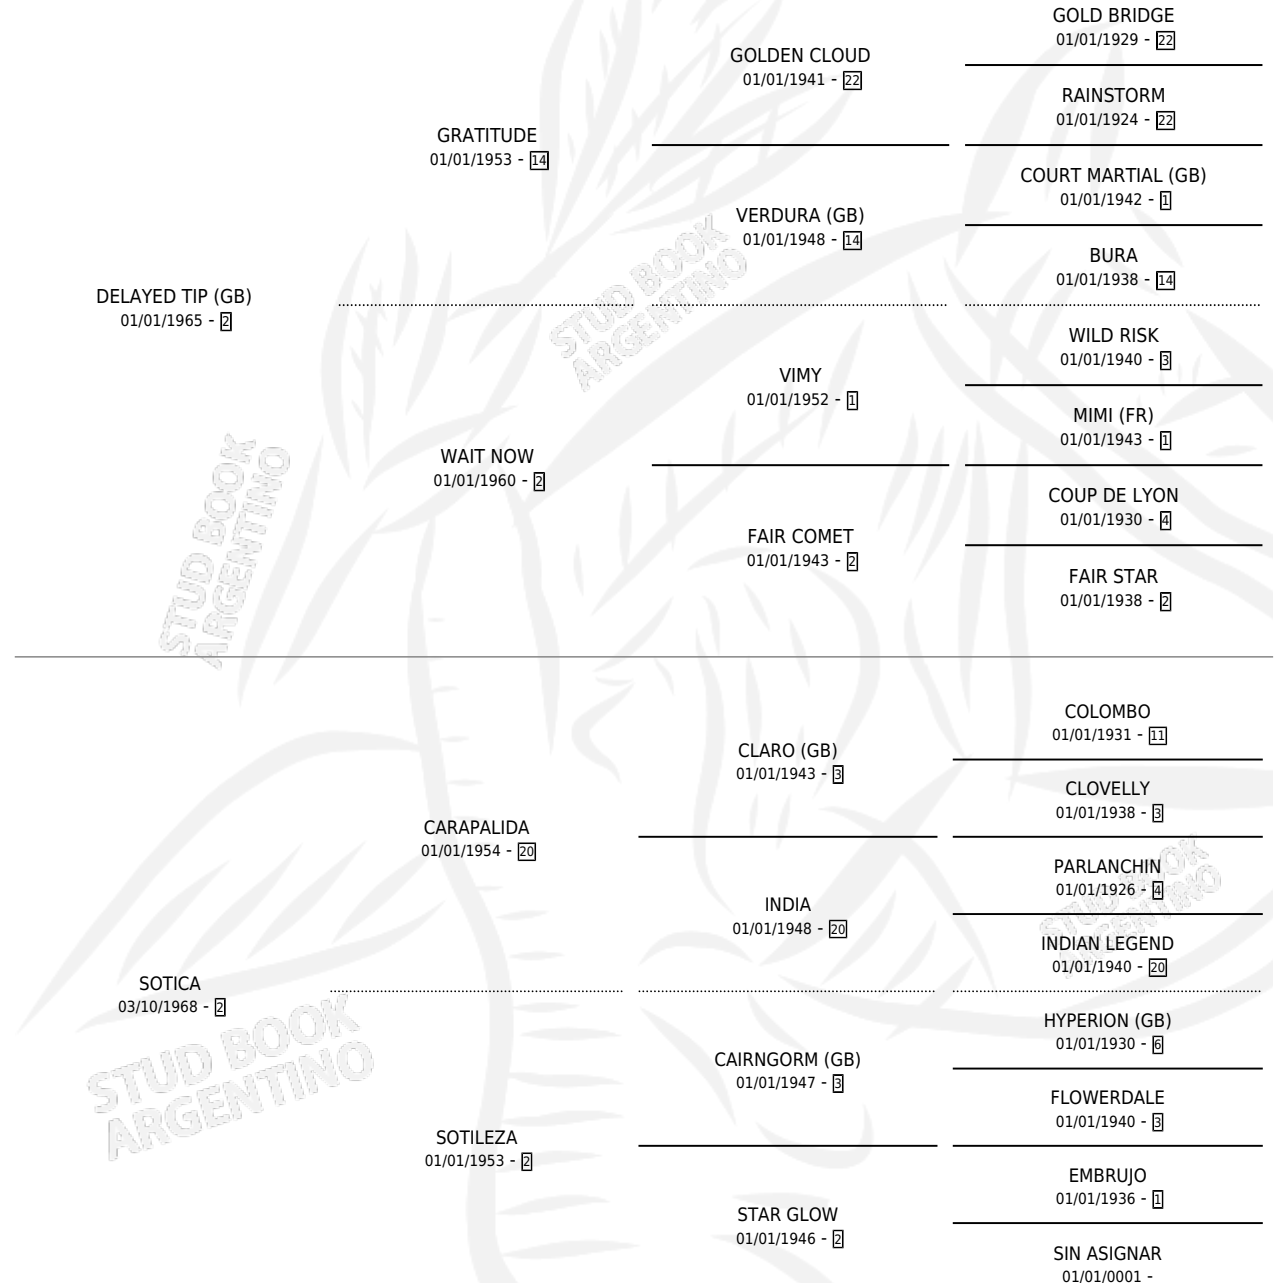 GOLD BRIDGE
01/01/1929 - 22
GOLDEN CLOUD
01/01/1941 - 22
RAINSTORM
01/01/1924 - 22
GRATITUDE
01/01/1953 - 14
COURT MARTIAL (GB)
01/01/1942 - 1
VERDURA (GB)
01/01/1948 - 14
BURA
01/01/1938 - 14
DELAYED TIP (GB)
01/01/1965 - 2
WILD RISK
01/01/1940 - 3
VIMY
01/01/1952 - 1
MIMI (FR)
01/01/1943 - 1
WAIT NOW
01/01/1960 - 2
COUP DE LYON
01/01/1930 - 4
FAIR COMET
01/01/1943 - 2
FAIR STAR
01/01/1938 - 2
COLOMBO
01/01/1931 - 11
CLARO (GB)
01/01/1943 - 3
CLOVELLY
01/01/1938 - 3
CARAPALIDA
01/01/1954 - 20
PARLANCHIN
01/01/1926 - 4
INDIA
01/01/1948 - 20
INDIAN LEGEND
01/01/1940 - 20
SOTICA
03/10/1968 - 2
HYPERION (GB)
01/01/1930 - 6
CAIRNGORM (GB)
01/01/1947 - 3
FLOWERDALE
01/01/1940 - 3
SOTILEZA
01/01/1953 - 2
EMBRUJO
01/01/1936 - 1
STAR GLOW
01/01/1946 - 2
SIN ASIGNAR
01/01/0001 -
STUD BOOK
ARGENTINO
STUD BOOK
ARGENTINO
STUD BOOK
ARGENTINO
STUD BOOK
ARGENTINO